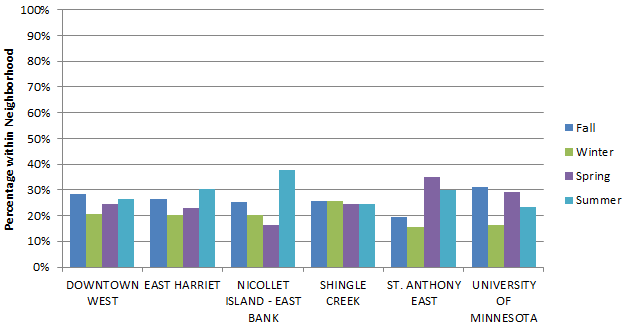 100%
90%
80%
70%
60%
50%
40%
30%
20%
10%
0%
Percentage within Neighborhood
DOWNTOWN
WEST
EAST HARRIET
NICOLLET
ISLAND - EAST
BANK
SHINGLE
CREEK
ST. ANTHONY
EAST
UNIVERSITY
OF
MINNESOTA
Fall
Winter
Spring
Summer